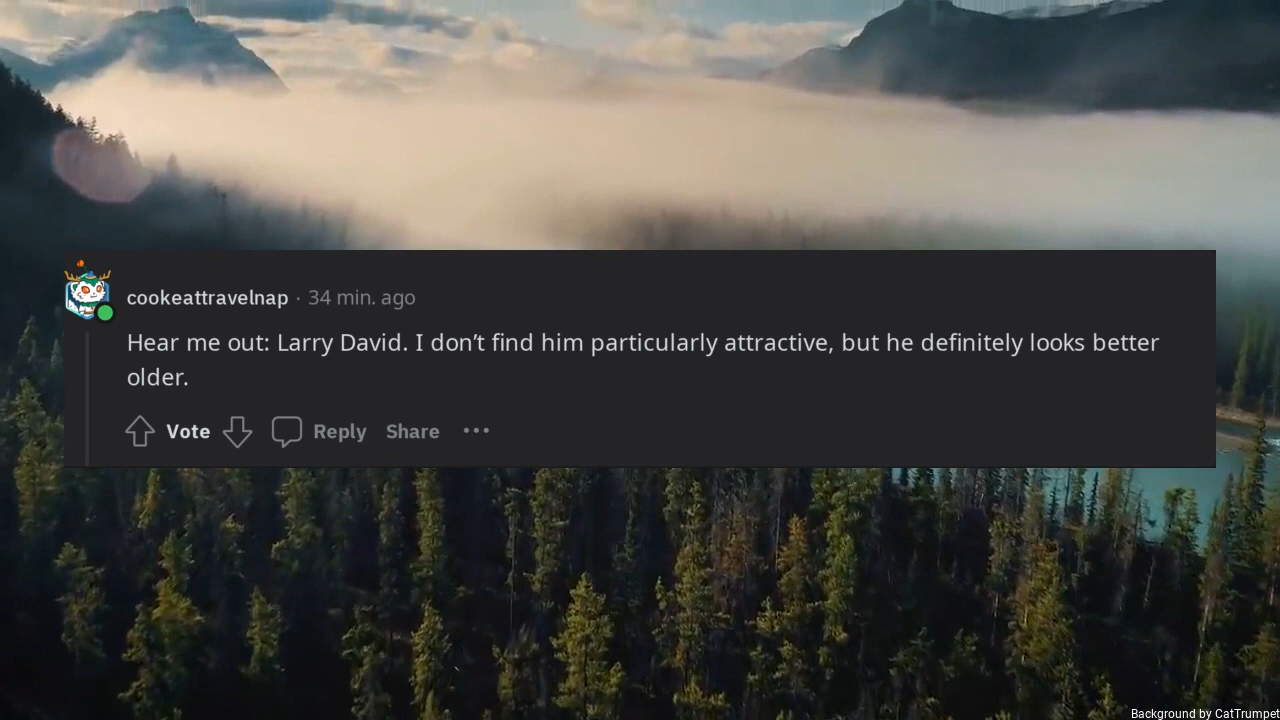 cookeattravelnap · 34 min. ago
Hear me out: Larry David. I don’t find him particularly attractive, but he definitely looks better
older.
Vote Reply Share ···
Background by CatTrumpet